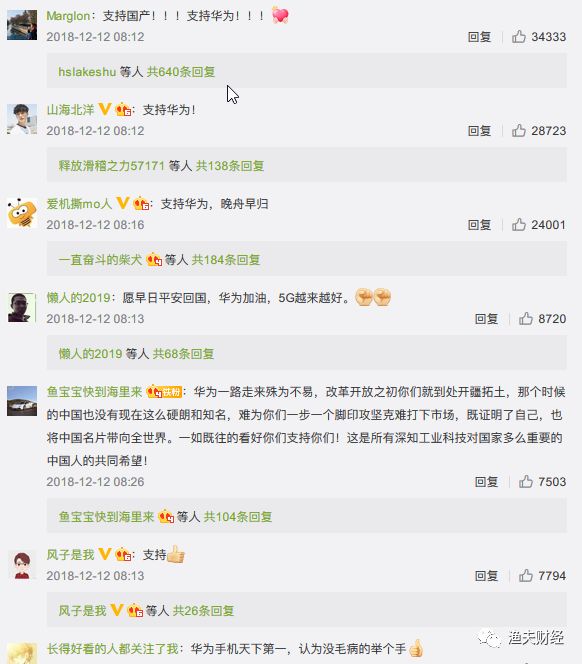 Marglon：支持国产！！！支持华为！！！
2018-12-12 08:12 回复 34333
hslakeshu 等人 共640条回复
山海北洋：支持华为！
2018-12-12 08:12 回复 28723
释放滑稽之力57171 等人 共138条回复
爱机撕mo人：支持华为，晚舟早归
2018-12-12 08:16 回复 24001
一直奋斗的柴犬 等人 共184条回复
懒人的2019：愿早日平安回国，华为加油，5G越来越好。
2018-12-12 08:13 回复 8720
懒人的2019 等人 共68条回复
鱼宝宝快到海里来 铁粉：华为一路走来殊为不易，改革开放之初你们就到处开疆拓土，那个时候
的中国也没有现在这么硬朗和知名，难为你们一步一个脚印攻坚克难打下市场，既证明了自己，也
将中国名片带向全世界。一如既往的看好你们支持你们！这是所有深知工业科技对国家多么重要的
中国人的共同希望！
2018-12-12 08:26 回复 7503
鱼宝宝快到海里来 等人 共104条回复
风子是我：支持
2018-12-12 08:13 回复 7794
风子是我 等人 共26条回复
渔夫财经
长得好看的人都关注了我：华为手机天下第一，认为没毛病的举个手